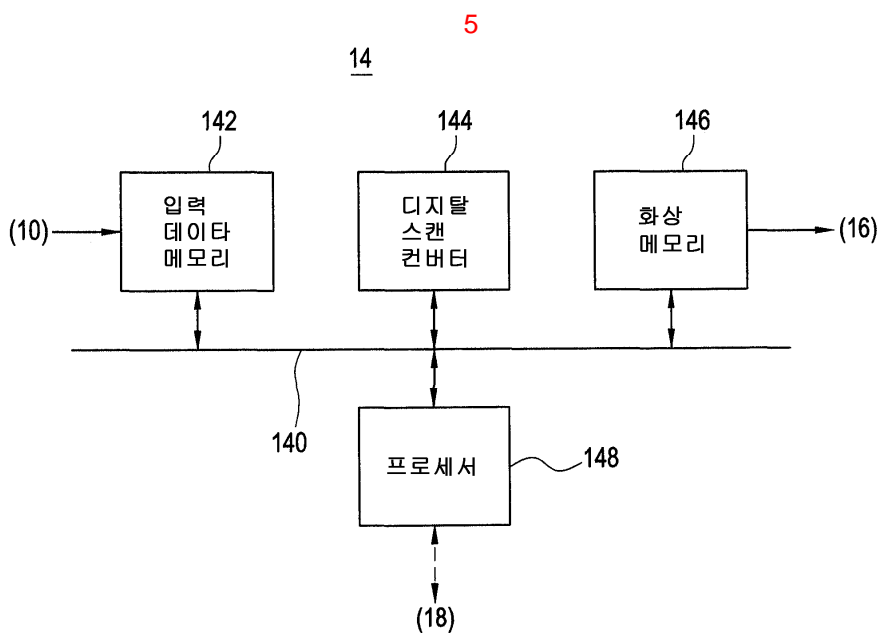 5
14
142
144
146
(10)
입력
데이타
메모리
디지탈
스캔
컨버터
화상
메모리
(16)
140
프로세서
148
(18)